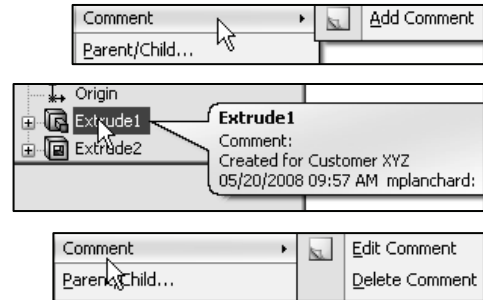 Comment Add Comment
Parent/Child...
Origin
Extrude1
Extrude2
Extrude1
Comment:
Created for Customer XYZ
05/20/2008 09:57 AM mplanchard:
Comment Edit Comment
Parent/Child... Delete Comment